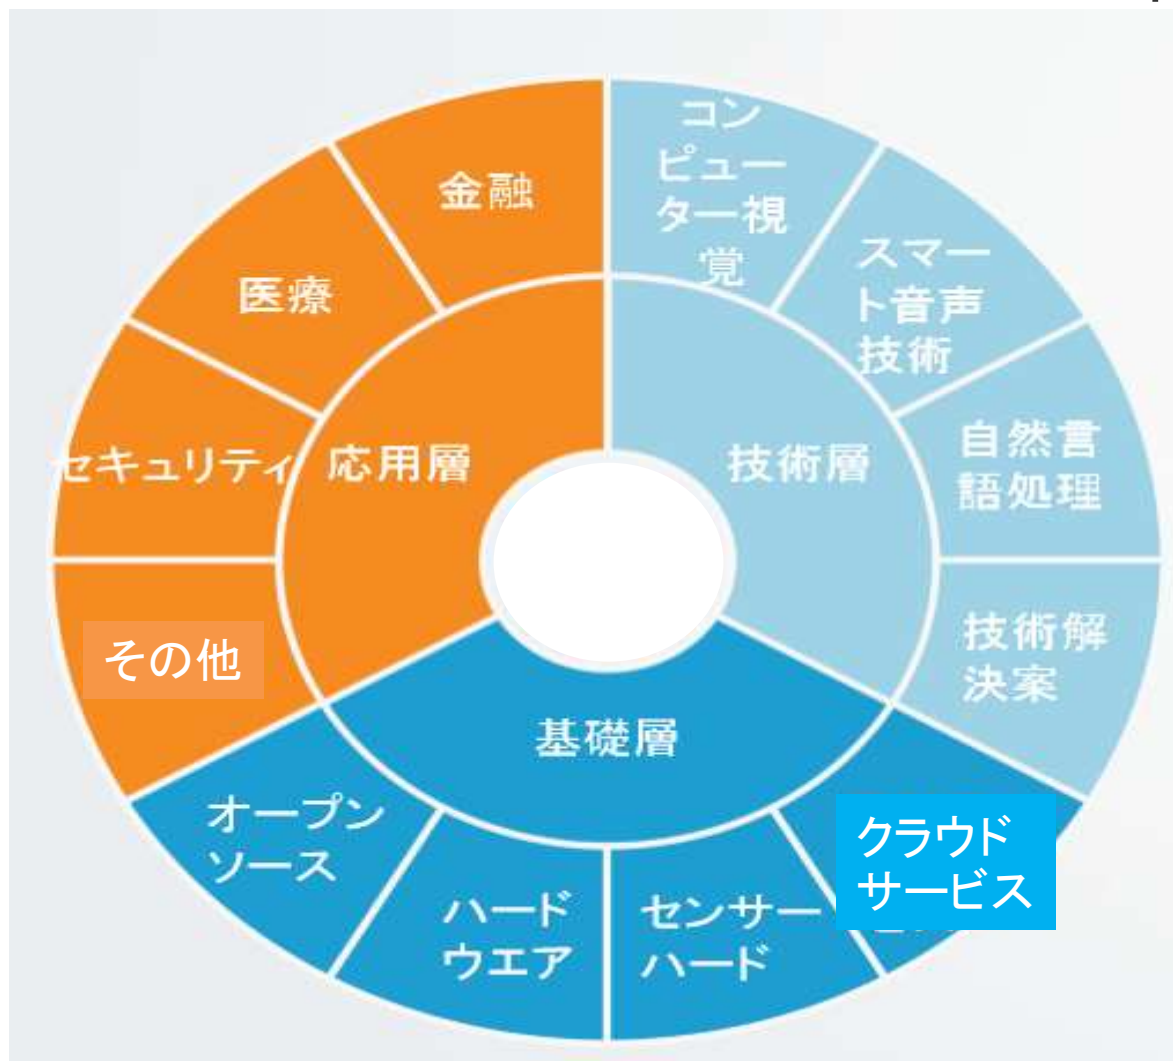 コン
ピュー
ター視
覚
金融
スマー
ト音声
技術
医療
自然言
語処理
セキュリティ
応用層
技術層
技術解
決案
その他
基礎層
オープン
ソース
クラウド
サービス
ハード
ウエア
センサー
ハード